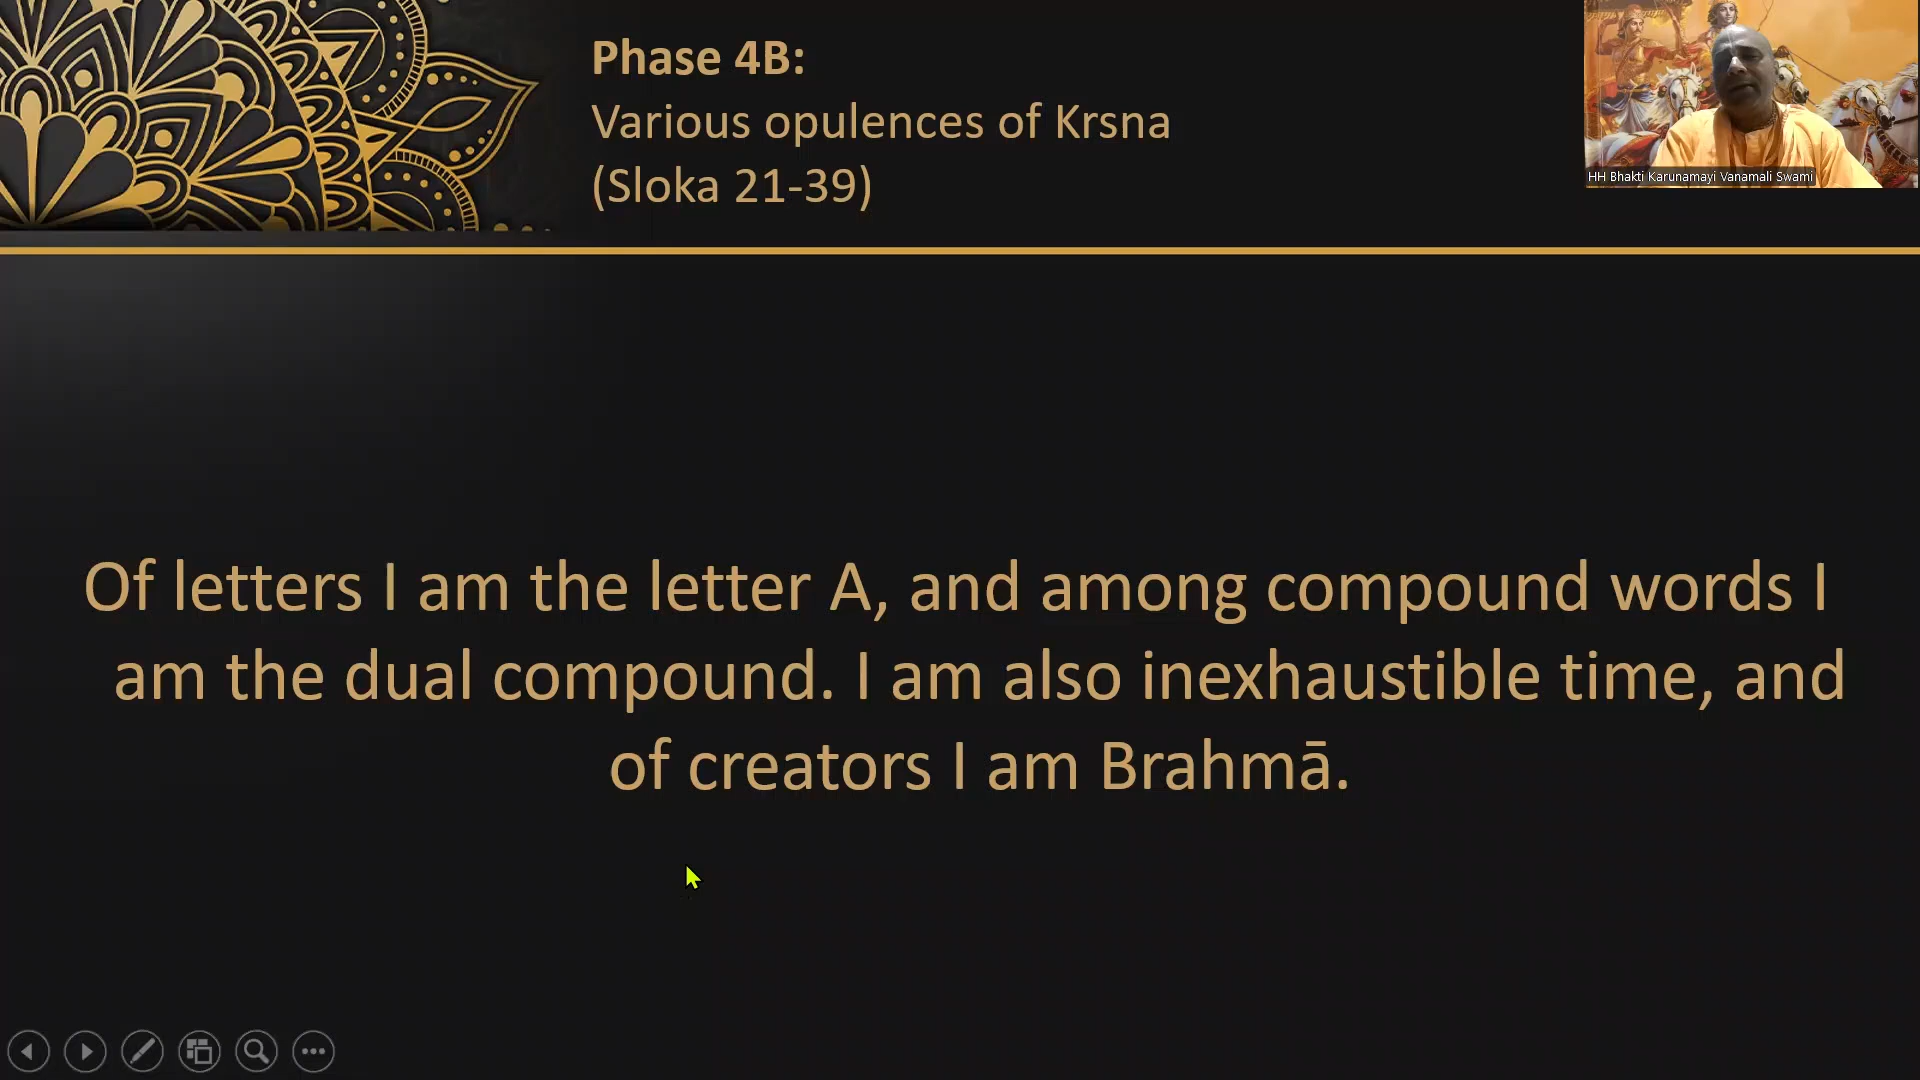 Phase 4B:
Various opulences of Krsna
(Sloka 21-39)
HH Bhakti Karunamayi Vanamali Swami
Of letters I am the letter A, and among compound words I
am the dual compound. I am also inexhaustible time, and
of creators I am Brahmā.